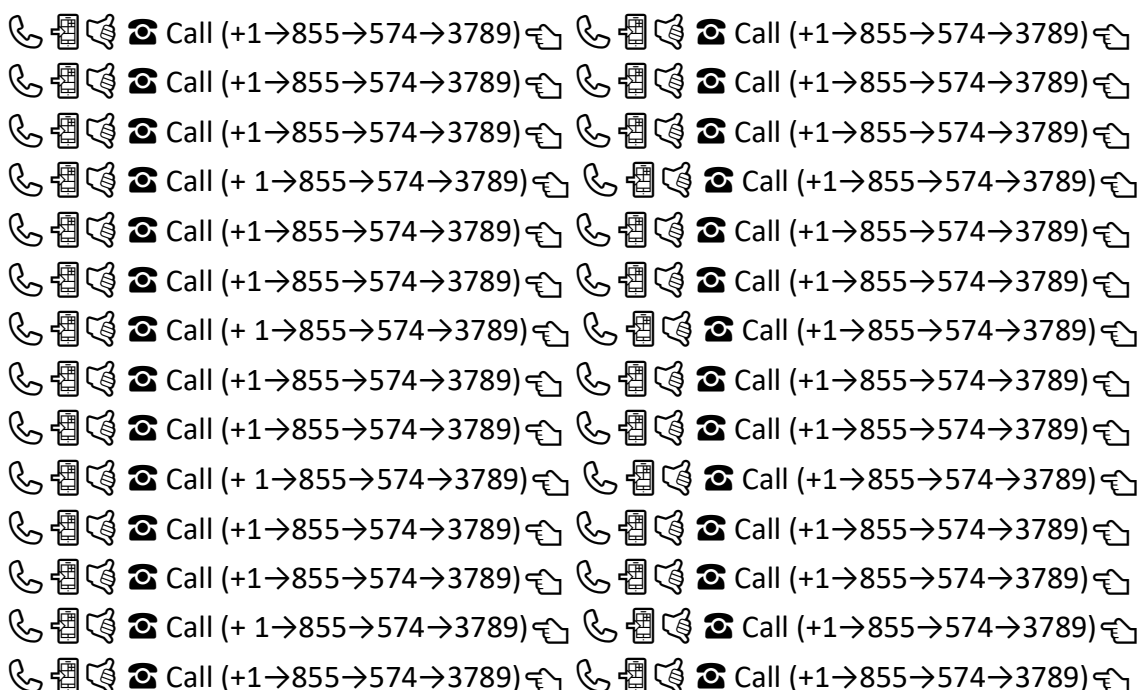 📞 📲 🤙 ☎ Call (+1→855→574→3789)👈 📞 📲 🤙 ☎ Call (+1→855→574→3789)👈
📞 📲 🤙 ☎ Call (+1→855→574→3789)👈 📞 📲 🤙 ☎ Call (+1→855→574→3789)👈
📞 📲 🤙 ☎ Call (+1→855→574→3789)👈 📞 📲 🤙 ☎ Call (+1→855→574→3789)👈
📞 📲 🤙 ☎ Call (+ 1→855→574→3789)👈 📞 📲 🤙 ☎ Call (+1→855→574→3789)👈
📞 📲 🤙 ☎ Call (+1→855→574→3789)👈 📞 📲 🤙 ☎ Call (+1→855→574→3789)👈
📞 📲 🤙 ☎ Call (+1→855→574→3789)👈 📞 📲 🤙 ☎ Call (+1→855→574→3789)👈
📞 📲 🤙 ☎ Call (+ 1→855→574→3789)👈 📞 📲 🤙 ☎ Call (+1→855→574→3789)👈
📞 📲 🤙 ☎ Call (+1→855→574→3789)👈 📞 📲 🤙 ☎ Call (+1→855→574→3789)👈
📞 📲 🤙 ☎ Call (+1→855→574→3789)👈 📞 📲 🤙 ☎ Call (+1→855→574→3789)👈
📞 📲 🤙 ☎ Call (+ 1→855→574→3789)👈 📞 📲 🤙 ☎ Call (+1→855→574→3789)👈
📞 📲 🤙 ☎ Call (+1→855→574→3789)👈 📞 📲 🤙 ☎ Call (+1→855→574→3789)👈
📞 📲 🤙 ☎ Call (+1→855→574→3789)👈 📞 📲 🤙 ☎ Call (+1→855→574→3789)👈
📞 📲 🤙 ☎ Call (+ 1→855→574→3789)👈 📞 📲 🤙 ☎ Call (+1→855→574→3789)👈
📞 📲 🤙 ☎ Call (+1→855→574→3789)👈 📞 📲 🤙 ☎ Call (+1→855→574→3789)👈